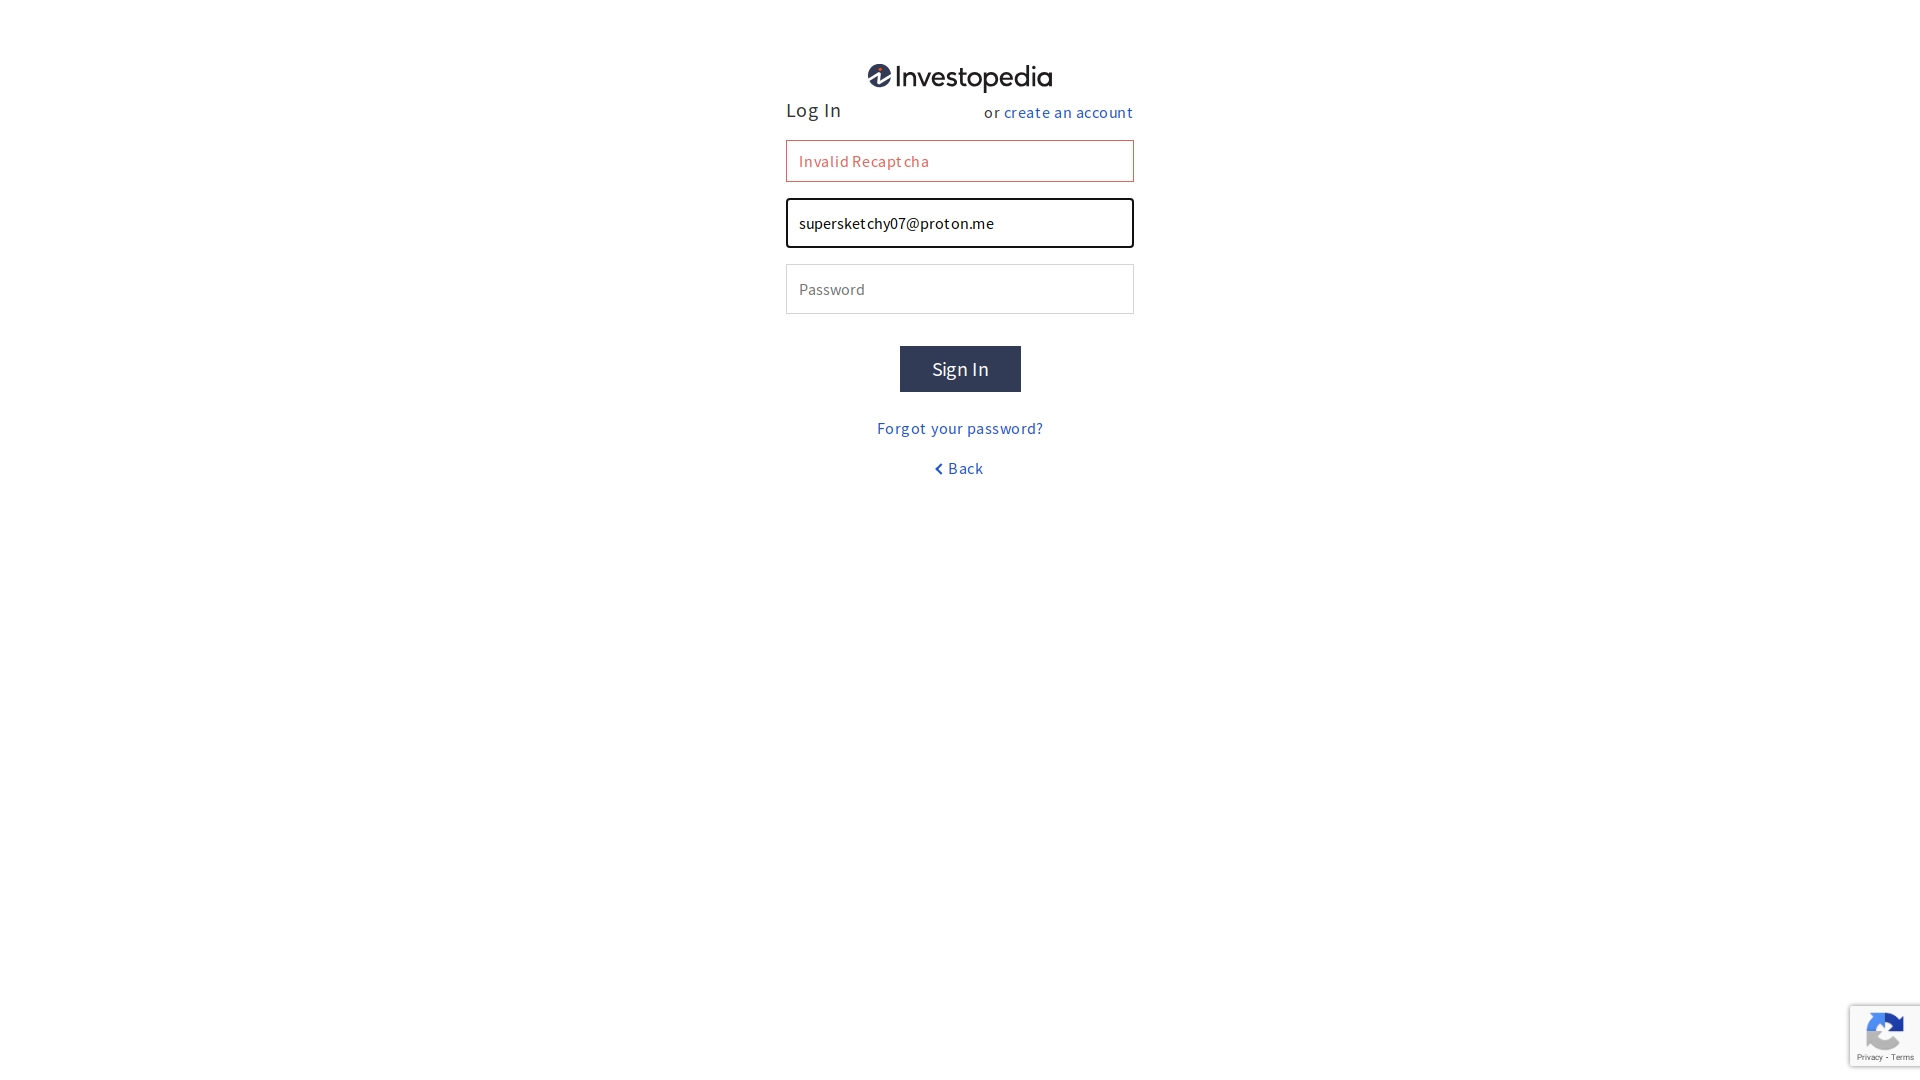 Investopedia
Log In
or create an account
Invalid Recaptcha
supersketchy07@proton.me
Password
Sign In
Forgot your password?
Back
Privacy - Terms